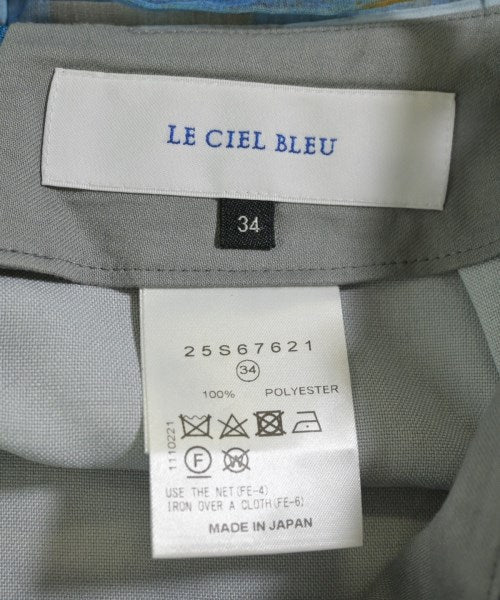 LE CIEL BLEU
34
25S67621
34
100% POLYESTER
1110221
F
W
USE THE NET(FE-4)
IRON OVER A CLOTH(FE-6)
MADE IN JAPAN